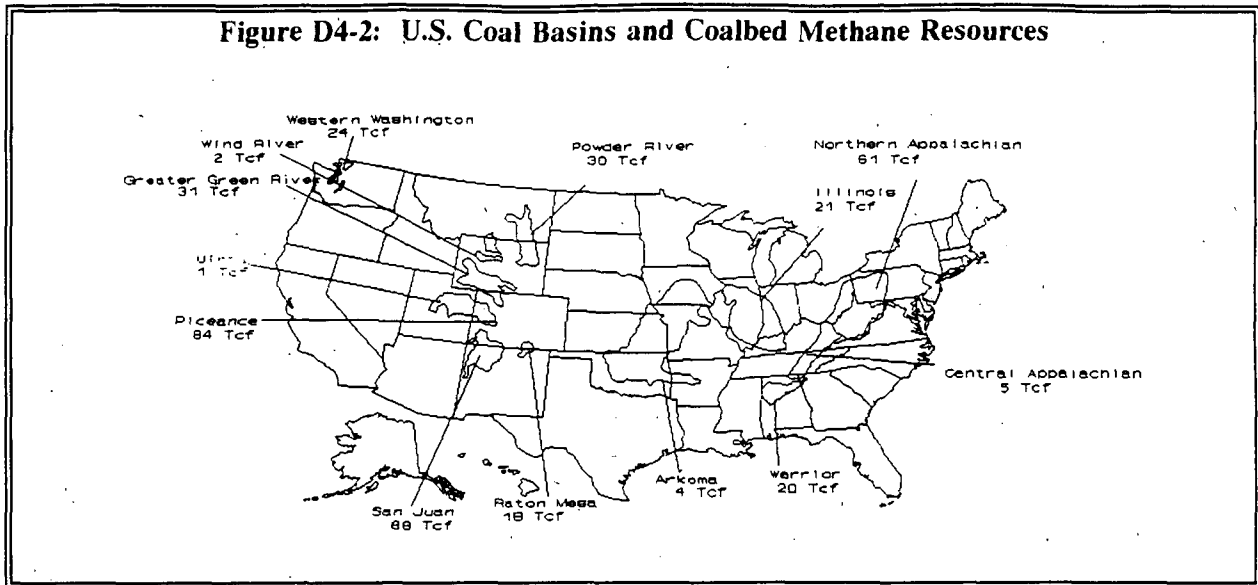 Figure D4-2: U.S. Coal Basins and Coalbed Methane Resources
Western Washington
24 Tcf
Wind River
2 Tcf
Greater Green River
31 Tcf
1 Tcf
Piceance
84 Tcf
Powder River
30 Tcf
Northern Appalachian
61 Tcf
Illinois
21 Tcf
Central Appalachian
5 Tcf
Warrior
20 Tcf
Arkoma
4 Tcf
Raton Mesa
18 Tcf
San Juan
88 Tcf